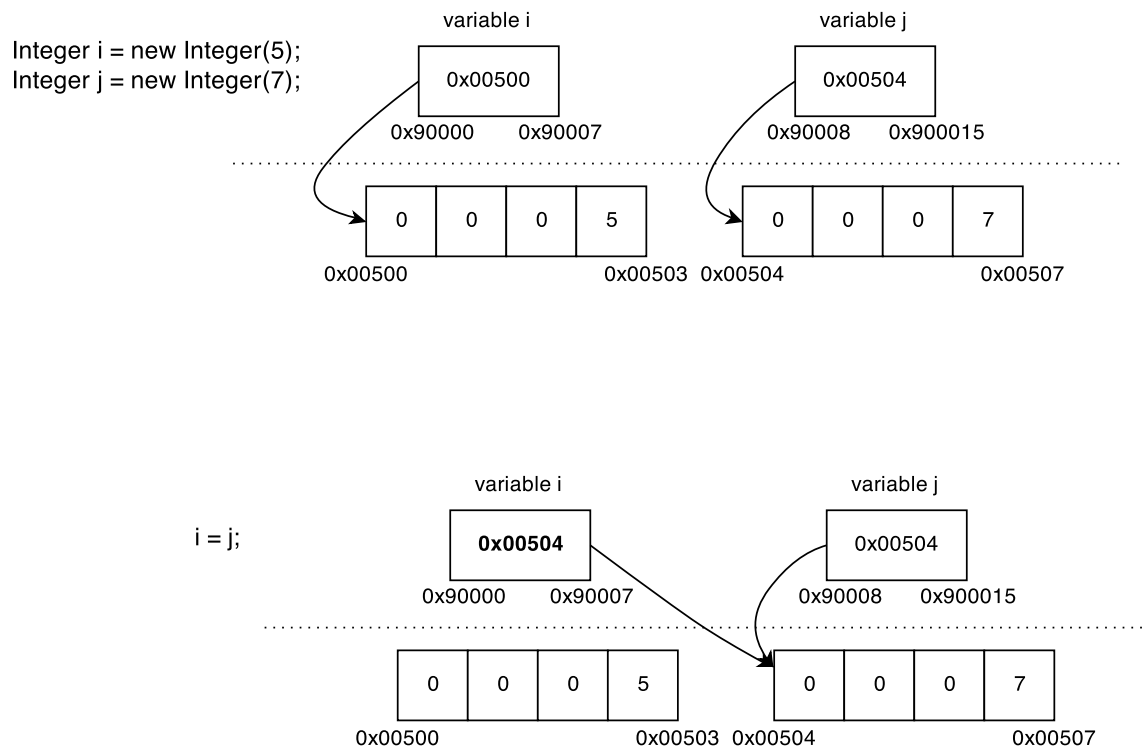 variable i
variable j
Integer i = new Integer(5);
Integer j = new Integer(7);
0x00500
0x00504
0x90000
0x90007
0x90008
0x900015
0 0 0 5
0 0 0 7
0x00500
0x00503
0x00504
0x00507
variable i
variable j
i = j;
0x00504
0x00504
0x90000
0x90007
0x90008
0x900015
0 0 0 5
0 0 0 7
0x00500
0x00503
0x00504
0x00507